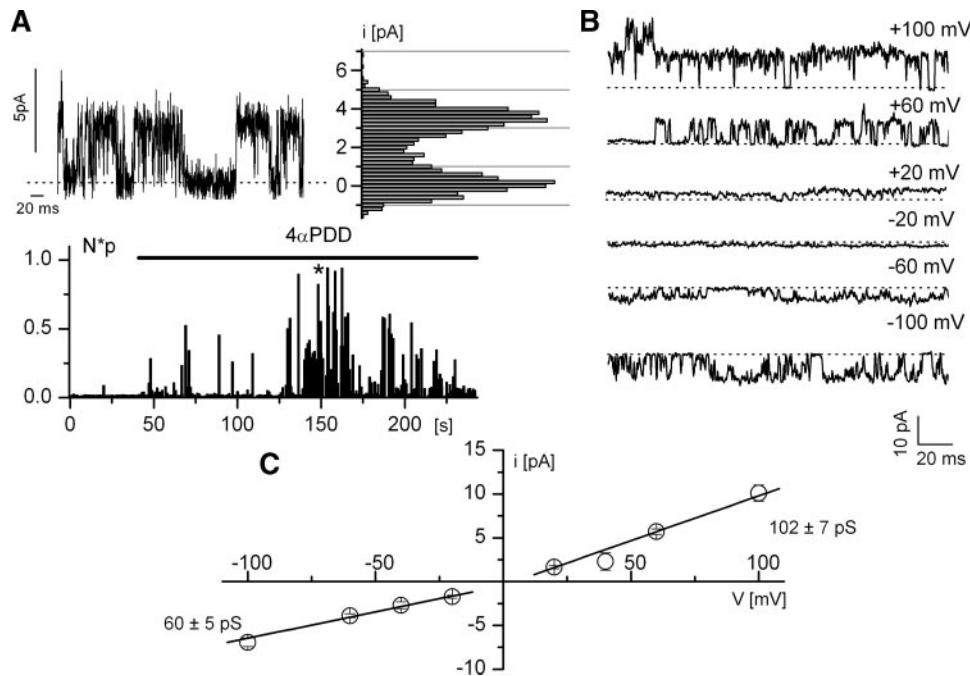 A
i [pA]
5pA
20 ms
6
4
2
0
N*p
4αPDD
*
1.0
0.5
0.0
0
50
100
150
200
[s]
B
+100 mV
+60 mV
+20 mV
-20 mV
-60 mV
-100 mV
10 pA
20 ms
C
15
i [pA]
10
5
102 ± 7 pS
-100
-50
50
100
V [mV]
60 ± 5 pS
-5
-10